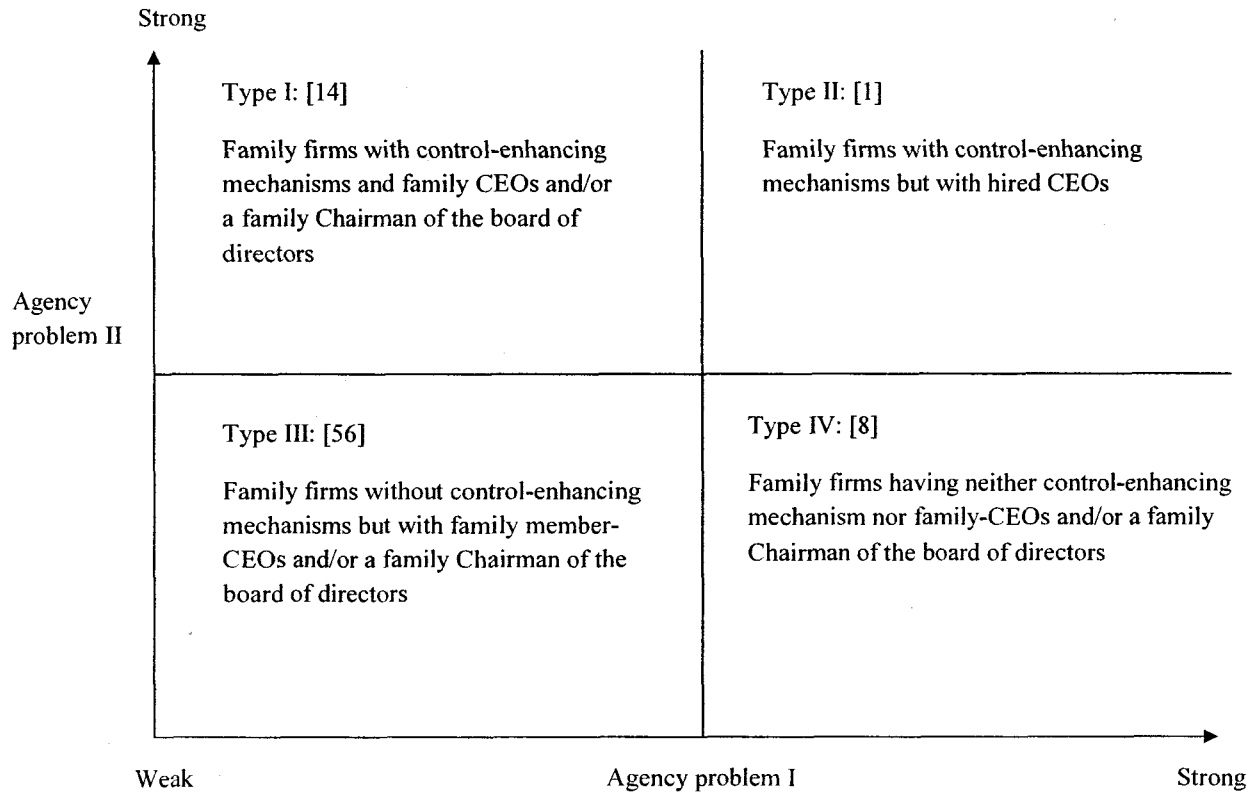 Strong
Type I: [14]
Family firms with control-enhancing
mechanisms and family CEOs and/or
a family Chairman of the board of
directors
Type II: [1]
Family firms with control-enhancing
mechanisms but with hired CEOs
Agency
problem II
Type III: [56]
Family firms without control-enhancing
mechanisms but with family member-
CEOs and/or a family Chairman of the
board of directors
Type IV: [8]
Family firms having neither control-enhancing
mechanism nor family-CEOs and/or a family
Chairman of the board of directors
Weak
Agency problem I
Strong